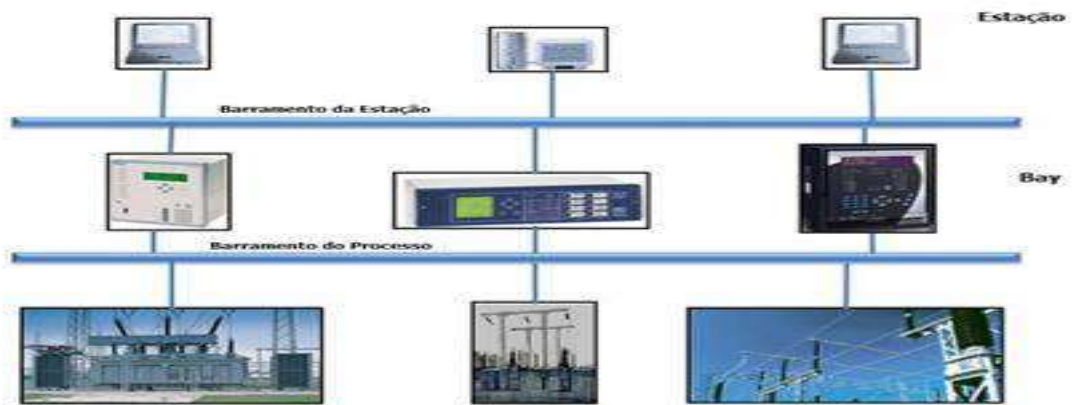 Estação
Barramento da Estação
Bay
Barramento do Processo